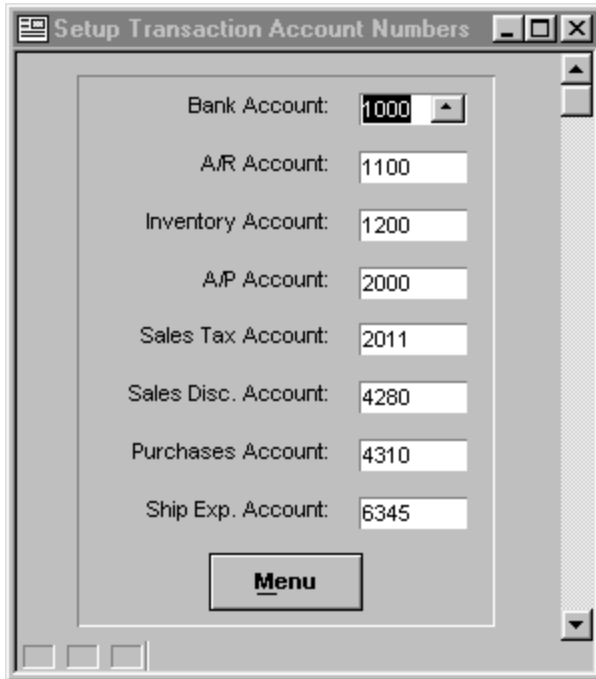 Setup Transaction Account Numbers
Bank Account: 1000
A/R Account: 1100
Inventory Account: 1200
A/P Account: 2000
Sales Tax Account: 2011
Sales Disc. Account: 4280
Purchases Account: 4310
Ship Exp. Account: 6345
Menu